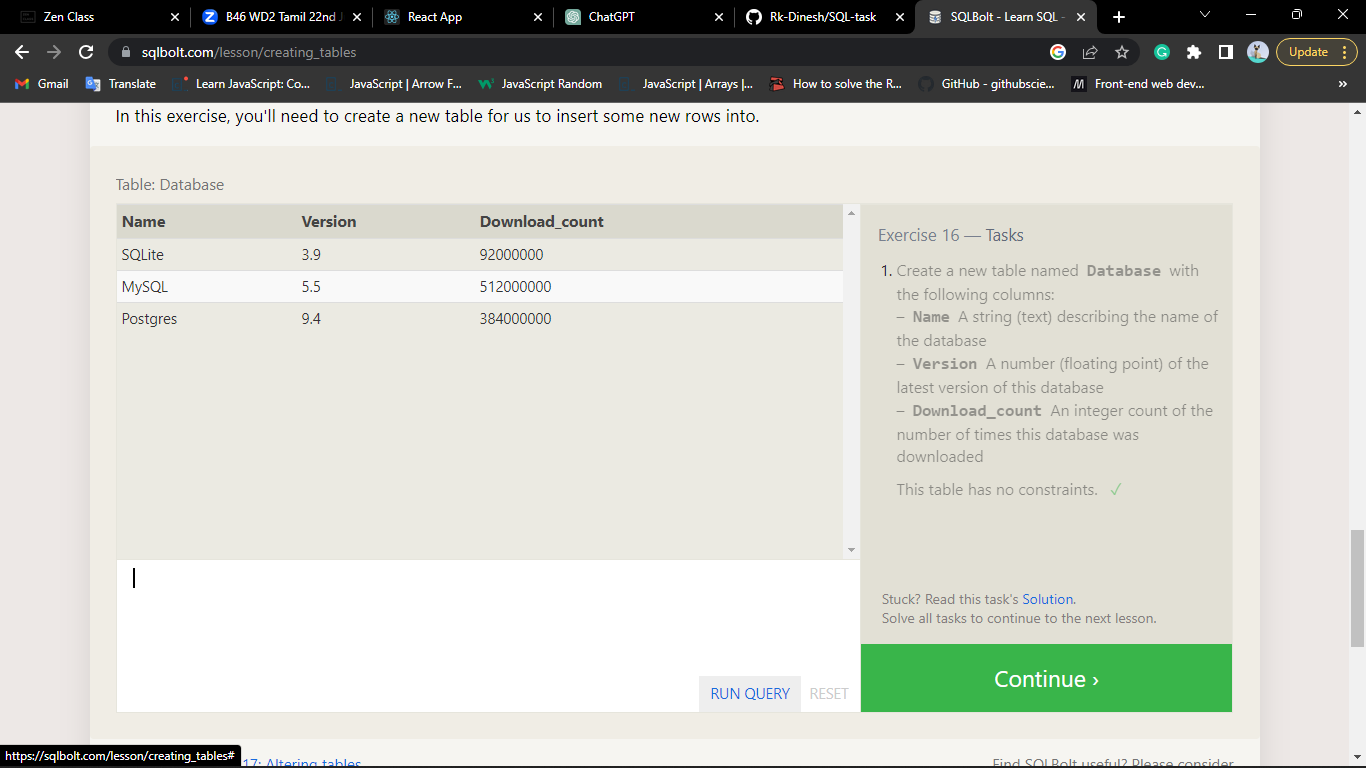 Zen Class
B46 WD2 Tamil 22nd J
React App
ChatGPT
Rk-Dinesh/SQL-task
SQLBolt - Learn SQL -
sqlbolt.com/lesson/creating_tables
Update
Gmail
Translate
Learn JavaScript: Co...
JavaScript | Arrow F...
JavaScript Random
JavaScript | Arrays |...
How to solve the R...
GitHub - githubscie...
Front-end web dev...
»
In this exercise, you'll need to create a new table for us to insert some new rows into.
Table: Database
Name Version Download_count
SQLite 3.9 92000000
MySQL 5.5 512000000
Postgres 9.4 384000000
RUN QUERY RESET
Exercise 16 — Tasks
1. Create a new table named Database with
the following columns:
– Name A string (text) describing the name of
the database
– Version A number (floating point) of the
latest version of this database
– Download_count An integer count of the
number of times this database was
downloaded
This table has no constraints. ✓
Stuck? Read this task's Solution.
Solve all tasks to continue to the next lesson.
Continue ›
https://sqlbolt.com/lesson/creating_tables#
17: Altering tables
Find SQLBolt useful? Please consider